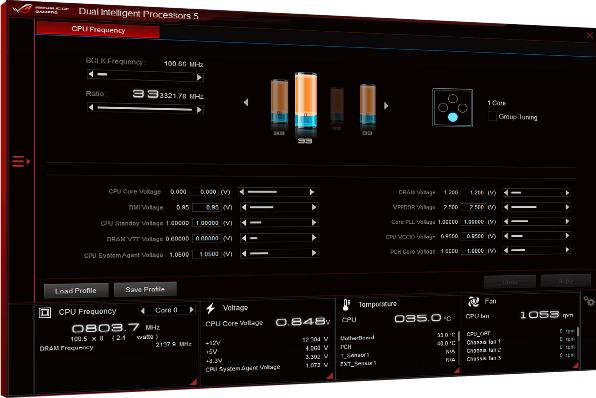 REPUBLIC OF GAMERS
Dual Intelligent Processors 5
CPU Frequency
BCLK Frequency : 100.66 MHz
Ratio : 33 3321.78 MHz
33
33
33
33
1 Core
Group Tuning
CPU Core Voltage 0.000 0.000 (V)
DMI Voltage 0.95 0.95 (V)
CPU Standby Voltage 1.00000 1.00000 (V)
DRAM VTT Voltage 0.60000 0.60000 (V)
CPU System Agent Voltage 1.0500 1.0500 (V)
DRAM Voltage 1.200 1.200 (V)
VPPDDR Voltage 2.500 2.500 (V)
Core PLL Voltage 1.00000 1.00000 (V)
CPU VCCIO Voltage 0.9500 0.9500 (V)
PCH Core Voltage 1.0000 1.0000 (V)
Load Profile
Save Profile
Undo
Apply
CPU Frequency
Core 0
0803.7 MHz
100.5 x 8 ( 2.4 watts )
DRAM Frequency 2137.9 MHz
Voltage
CPU Core Voltage 0.848 V
+12V 12.304 V
+5V 4.960 V
+3.3V 3.392 V
CPU System Agent Voltage 1.072 V
Temperature
CPU 035.0 °C
MotherBoard 33.0 °C
PCH 40.0 °C
T_Sensor1 N/A
EXT_Sensor1 N/A
Fan
CPU fan 1053 rpm
CPU_OPT 0 rpm
Chassis fan 1 0 rpm
Chassis fan 2 0 rpm
Chassis fan 3 0 rpm